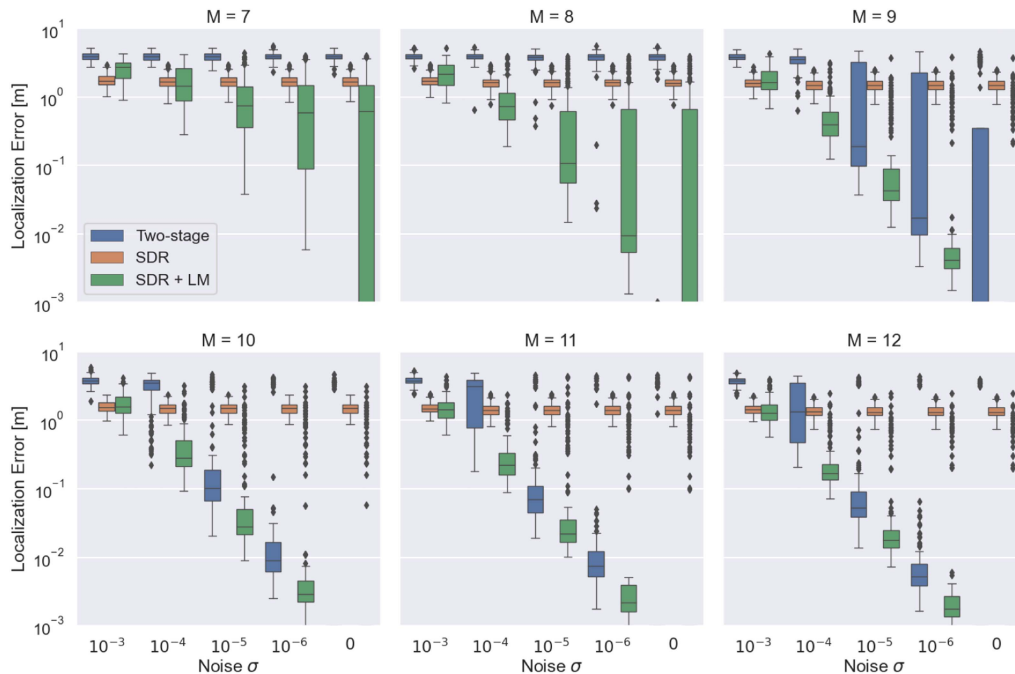 M = 7
M = 8
M = 9
Localization Error [m]
10^1
10^0
10^-1
10^-2
10^-3
Two-stage
SDR
SDR + LM
M = 10
M = 11
M = 12
Localization Error [m]
10^1
10^0
10^-1
10^-2
10^-3
10^-3 10^-4 10^-5 10^-6 0
10^-3 10^-4 10^-5 10^-6 0
10^-3 10^-4 10^-5 10^-6 0
Noise σ
Noise σ
Noise σ